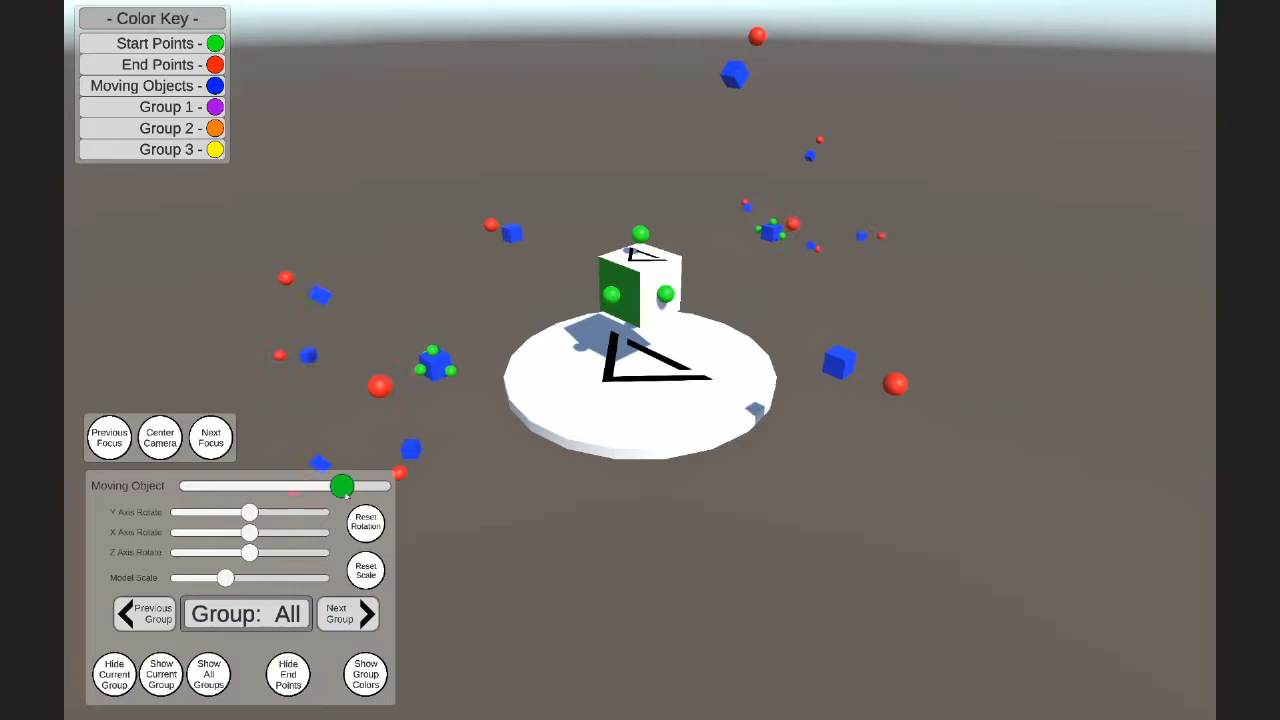 - Color Key -
Start Points -
End Points -
Moving Objects -
Group 1 -
Group 2 -
Group 3 -
Previous
Focus
Center
Camera
Next
Focus
Moving Object
Y Axis Rotate
X Axis Rotate
Z Axis Rotate
Reset
Rotation
Model Scale
Reset
Scale
Previous
Group
Group: All
Next
Group
Hide
Current
Group
Show
Current
Group
Show
All
Groups
Hide
End
Points
Show
Group
Colors